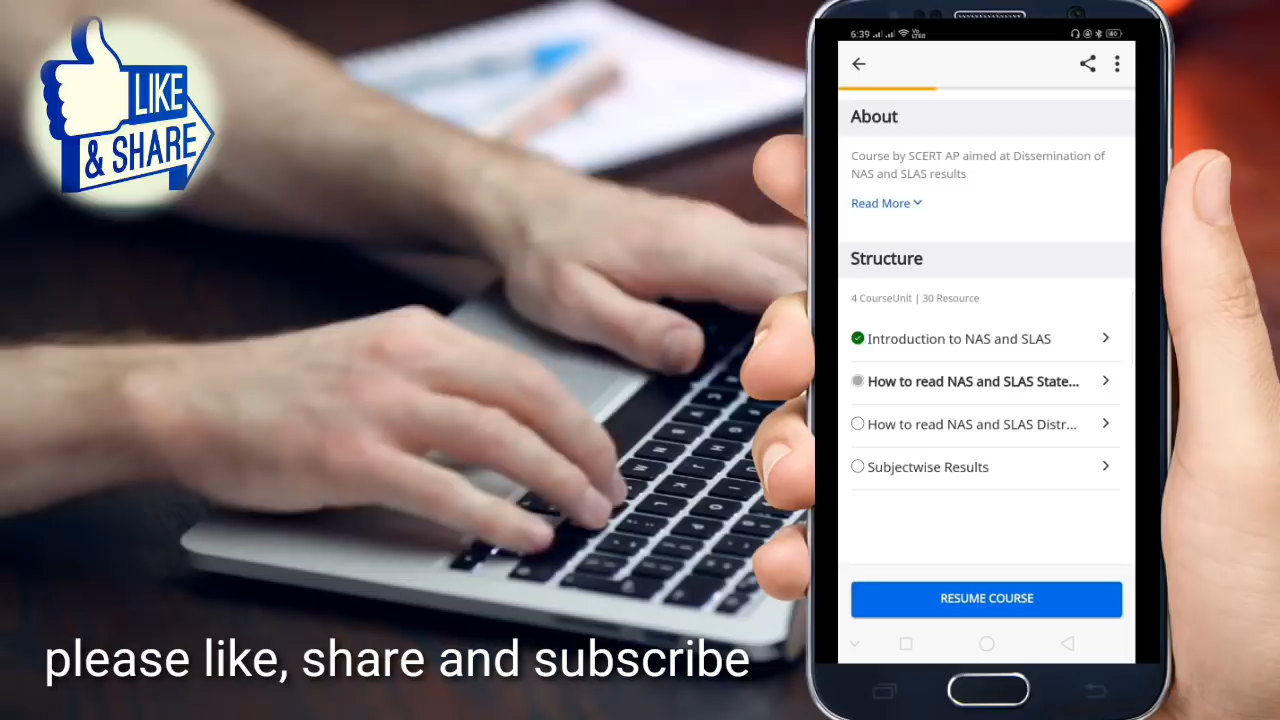 LIKE
& SHARE
please like, share and subscribe
6:39
About
Course by SCERT AP aimed at Dissemination of
NAS and SLAS results
Read More
Structure
4 CourseUnit | 30 Resource
Introduction to NAS and SLAS
How to read NAS and SLAS State...
How to read NAS and SLAS Distr...
Subjectwise Results
RESUME COURSE